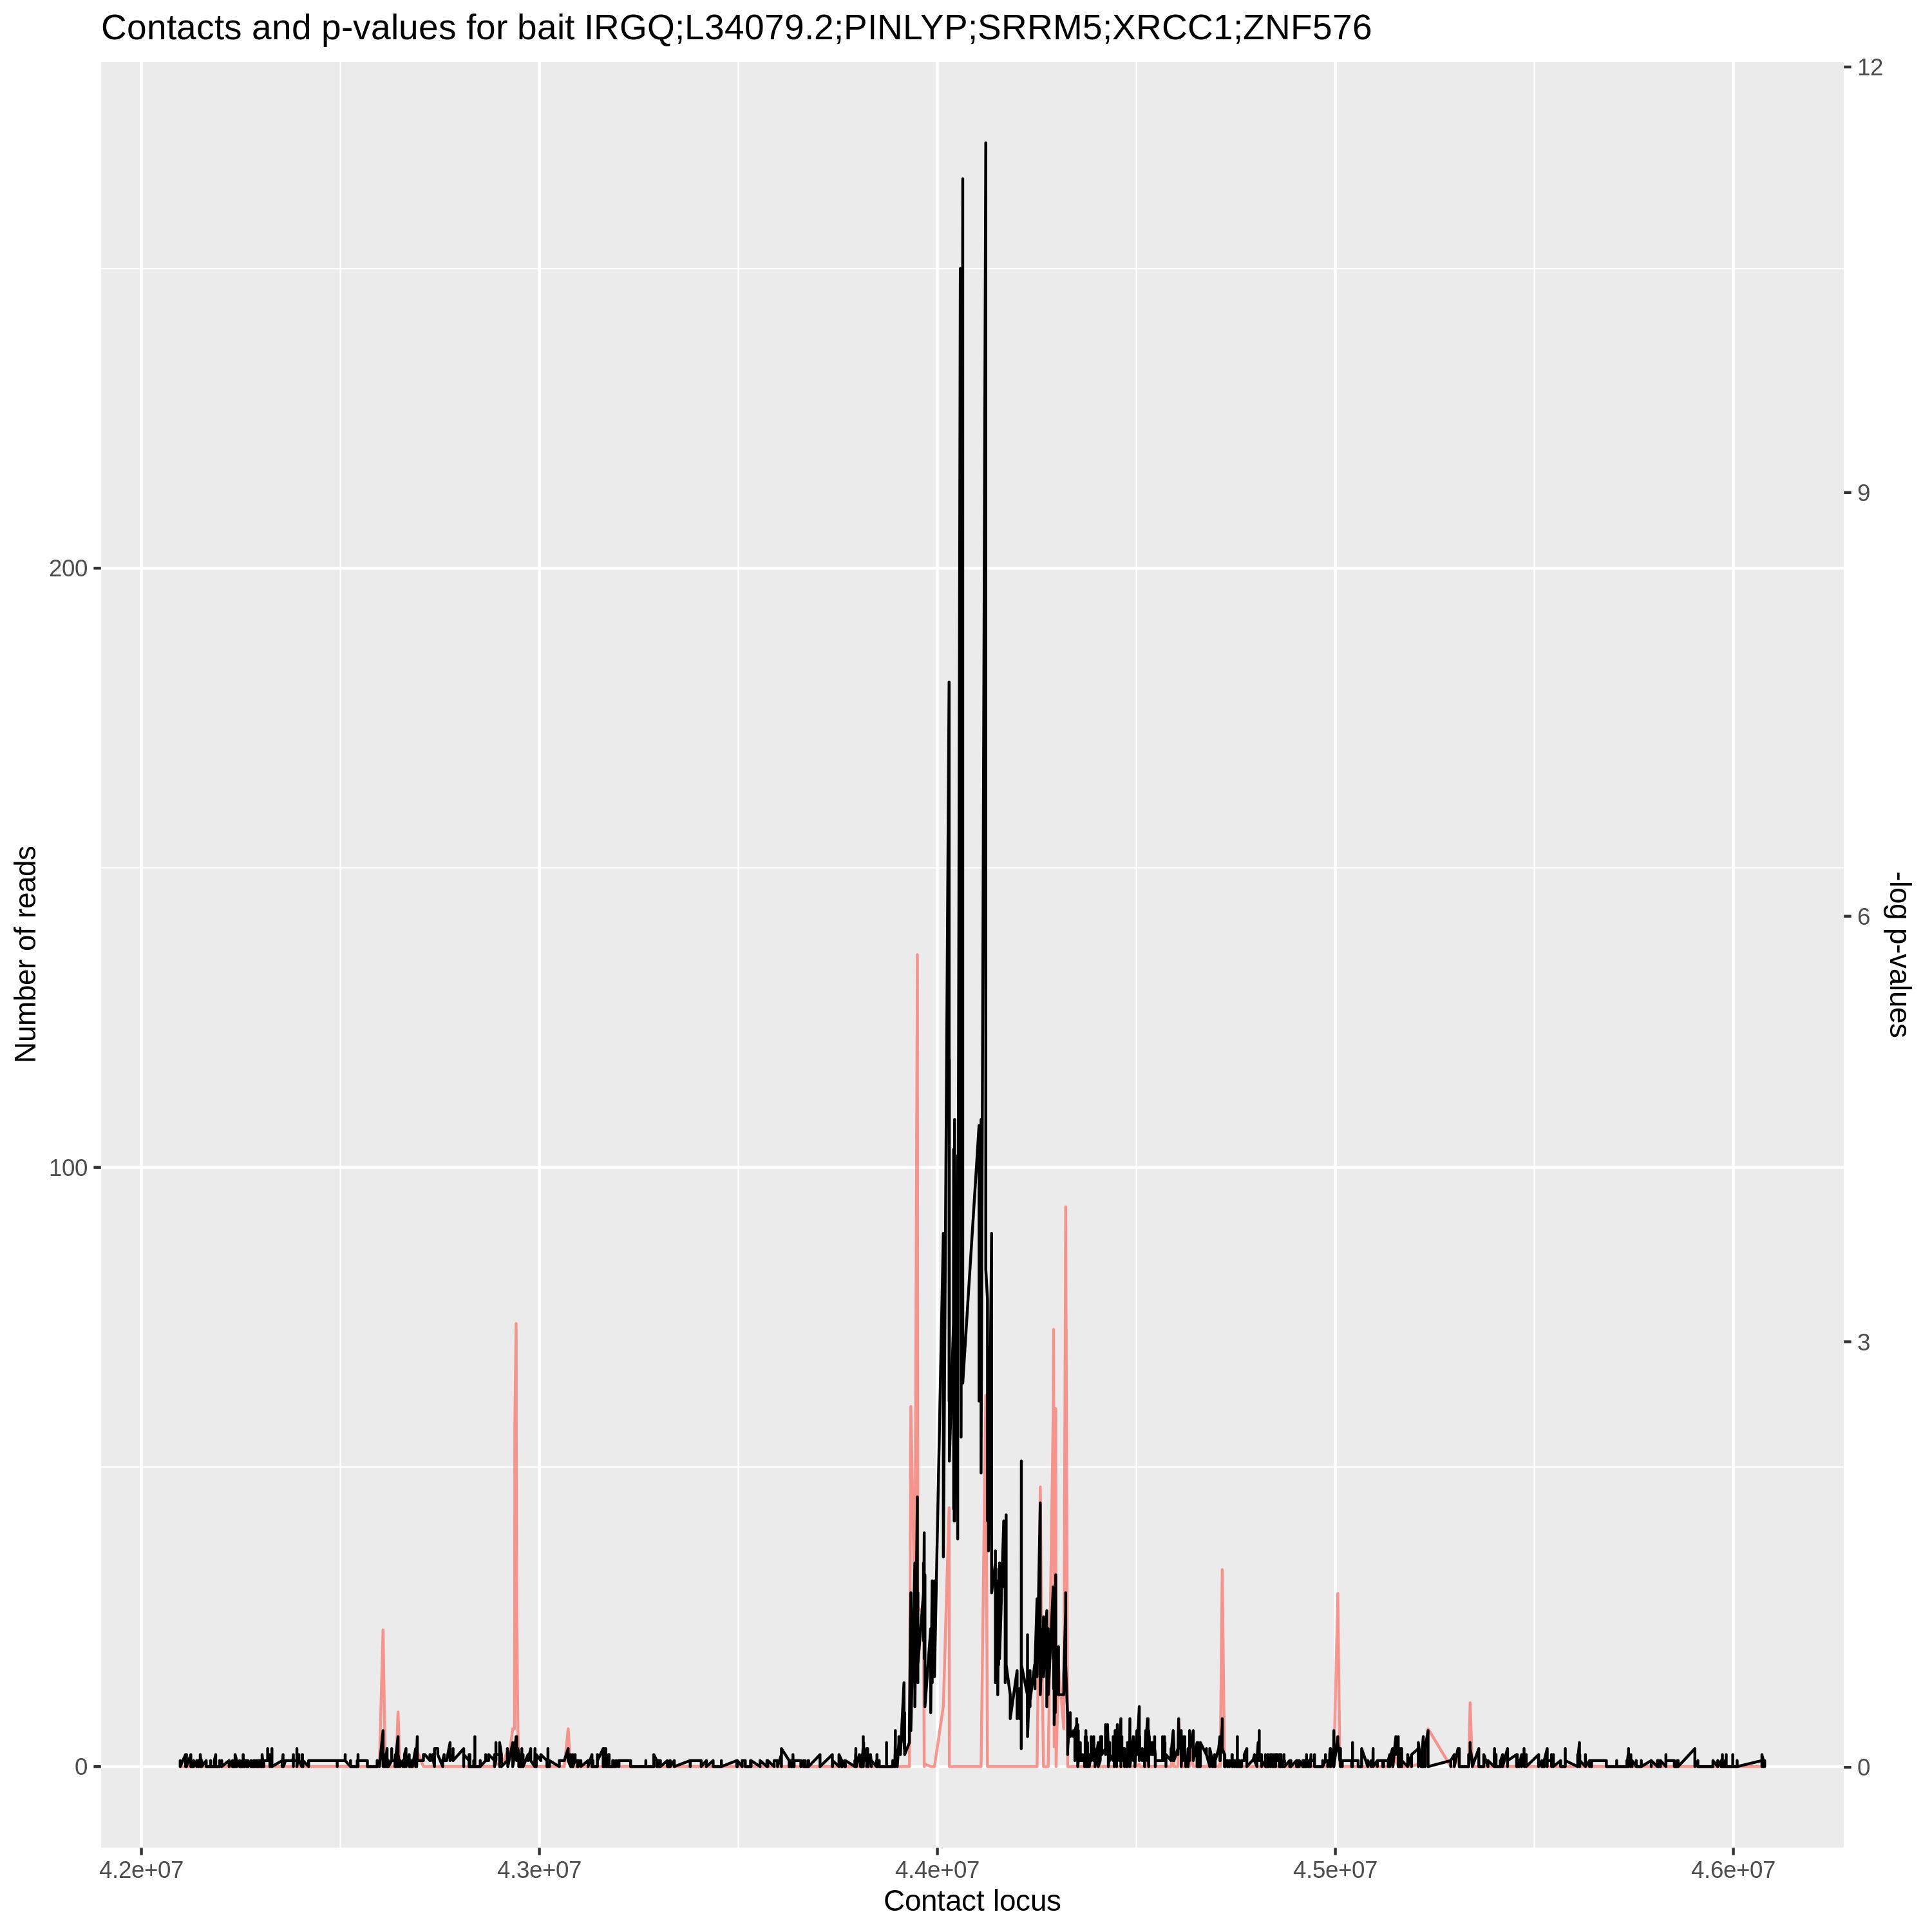 Contacts and p-values for bait IRGQ;L34079.2;PINLYP;SRRM5;XRCC1;ZNF576
12
9
200
Number of reads
-log p-values
6
100
3
0
0
4.2e+07
4.3e+07
4.4e+07
4.5e+07
4.6e+07
Contact locus